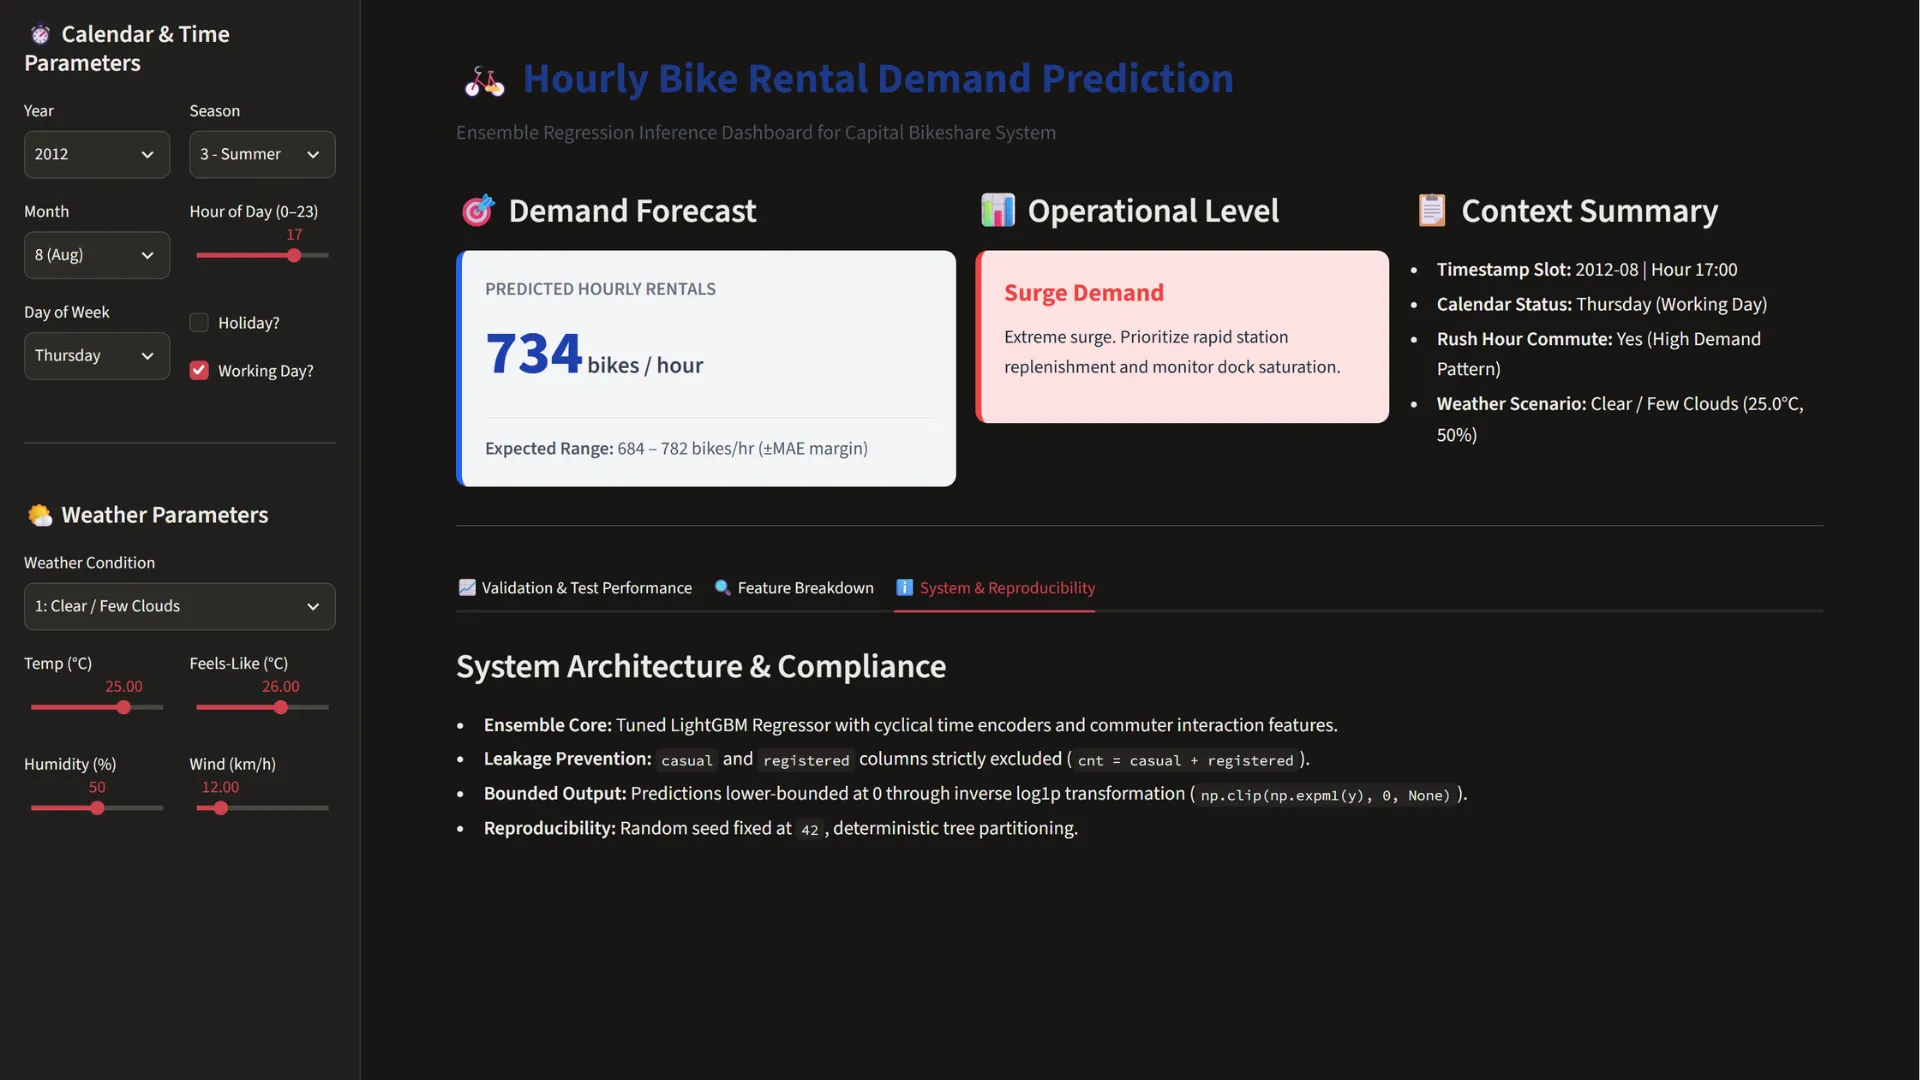 Calendar & Time
Parameters
Year
Season
2012
3 - Summer
Month
Hour of Day (0–23)
17
8 (Aug)
Day of Week
Holiday?
Thursday
Working Day?
Weather Parameters
Weather Condition
1: Clear / Few Clouds
Temp (°C)
Feels-Like (°C)
25.00
26.00
Humidity (%)
Wind (km/h)
50
12.00
Hourly Bike Rental Demand Prediction
Ensemble Regression Inference Dashboard for Capital Bikeshare System
Demand Forecast
PREDICTED HOURLY RENTALS
734 bikes / hour
Expected Range: 684 – 782 bikes/hr (±MAE margin)
Operational Level
Surge Demand
Extreme surge. Prioritize rapid station
replenishment and monitor dock saturation.
Context Summary
• Timestamp Slot: 2012-08 | Hour 17:00
• Calendar Status: Thursday (Working Day)
• Rush Hour Commute: Yes (High Demand
Pattern)
• Weather Scenario: Clear / Few Clouds (25.0°C,
50%)
Validation & Test Performance
Feature Breakdown
System & Reproducibility
System Architecture & Compliance
• Ensemble Core: Tuned LightGBM Regressor with cyclical time encoders and commuter interaction features.
• Leakage Prevention: casual and registered columns strictly excluded ( cnt = casual + registered ).
• Bounded Output: Predictions lower-bounded at 0 through inverse log1p transformation ( np.clip(np.expm1(y), 0, None) ).
• Reproducibility: Random seed fixed at 42 , deterministic tree partitioning.